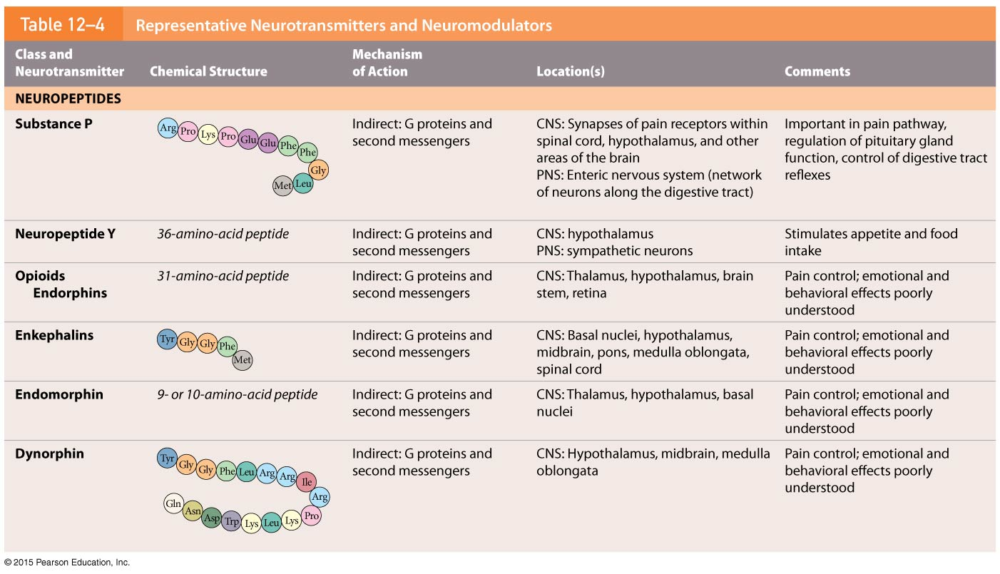 Table 12–4 Representative Neurotransmitters and Neuromodulators
Class and
Neurotransmitter
Chemical Structure
Mechanism
of Action
Location(s)
Comments
NEUROPEPTIDES
Substance P
Arg Pro Lys Pro Glu Glu Phe Phe
Gly
Met Leu
Indirect: G proteins and
second messengers
CNS: Synapses of pain receptors within
spinal cord, hypothalamus, and other
areas of the brain
PNS: Enteric nervous system (network
of neurons along the digestive tract)
Important in pain pathway,
regulation of pituitary gland
function, control of digestive tract
reflexes
Neuropeptide Y
36-amino-acid peptide
Indirect: G proteins and
second messengers
CNS: hypothalamus
PNS: sympathetic neurons
Stimulates appetite and food
intake
Opioids
Endorphins
31-amino-acid peptide
Indirect: G proteins and
second messengers
CNS: Thalamus, hypothalamus, brain
stem, retina
Pain control; emotional and
behavioral effects poorly
understood
Enkephalins
Tyr Gly Gly Phe
Met
Indirect: G proteins and
second messengers
CNS: Basal nuclei, hypothalamus,
midbrain, pons, medulla oblongata,
spinal cord
Pain control; emotional and
behavioral effects poorly
understood
Endomorphin
9- or 10-amino-acid peptide
Indirect: G proteins and
second messengers
CNS: Thalamus, hypothalamus, basal
nuclei
Pain control; emotional and
behavioral effects poorly
understood
Dynorphin
Tyr Gly Gly Phe Leu Arg Arg Ile
Arg
Gln Asn Asp Trp Lys Leu Lys Pro
Indirect: G proteins and
second messengers
CNS: Hypothalamus, midbrain, medulla
oblongata
Pain control; emotional and
behavioral effects poorly
understood
© 2015 Pearson Education, Inc.